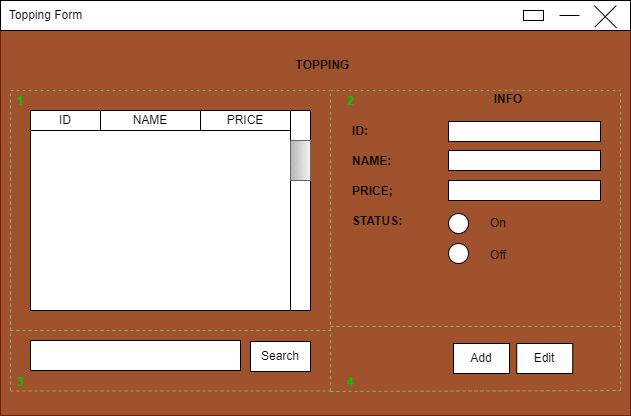 Topping Form
TOPPING
1
ID NAME PRICE
2
INFO
ID:
NAME:
PRICE;
STATUS:
On
Off
Search
3
Add Edit
4